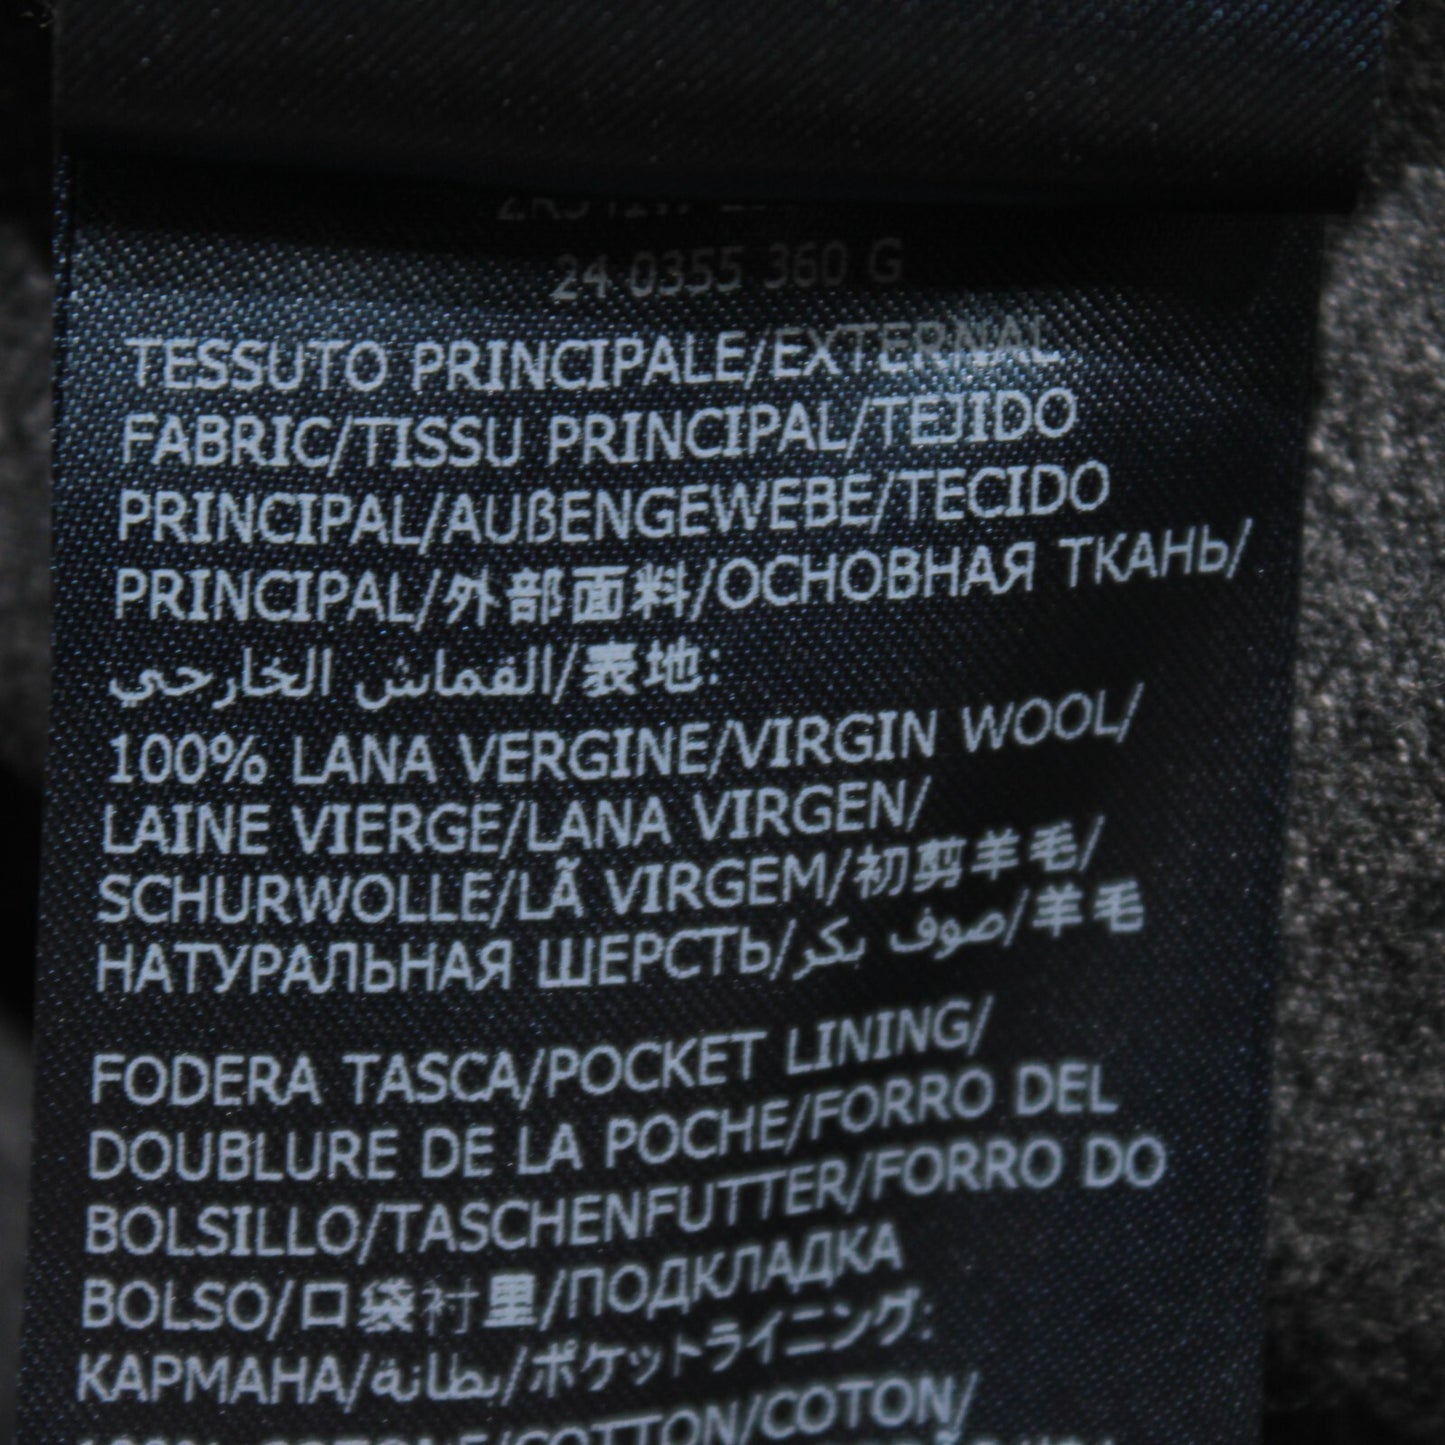 24 0355 360 G
TESSUTO PRINCIPALE/EXTERNAL
FABRIC/TISSU PRINCIPAL/TEJIDO
PRINCIPAL/AUßENGEWEBE/TECIDO
PRINCIPAL/外部面料/ОСНОВНАЯ ТКАНЬ/
القماش الخارجي/表地:
100% LANA VERGINE/VIRGIN WOOL/
LAINE VIERGE/LANA VIRGEN/
SCHURWOLLE/LÃ VIRGEM/初剪羊毛/
НАТУРАЛЬНАЯ ШЕРСТЬ/صوف بكر/羊毛
FODERA TASCA/POCKET LINING/
DOUBLURE DE LA POCHE/FORRO DEL
BOLSILLO/TASCHENFUTTER/FORRO DO
BOLSO/口袋衬里/ПОДКЛАДКА
КАРМАНА/بطانة/ポケットライニング:
100% COTONE/COTTON/COTON/